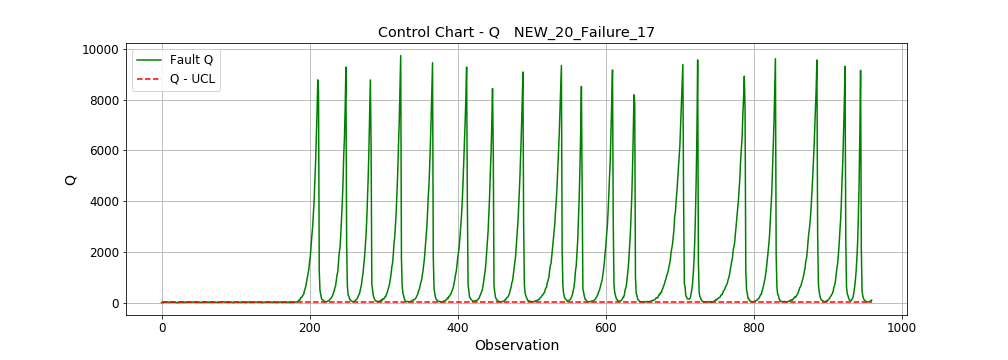 Control Chart - Q   NEW_20_Failure_17
Fault Q
Q - UCL
10000
8000
6000
4000
2000
0
Q
0 200 400 600 800 1000
Observation